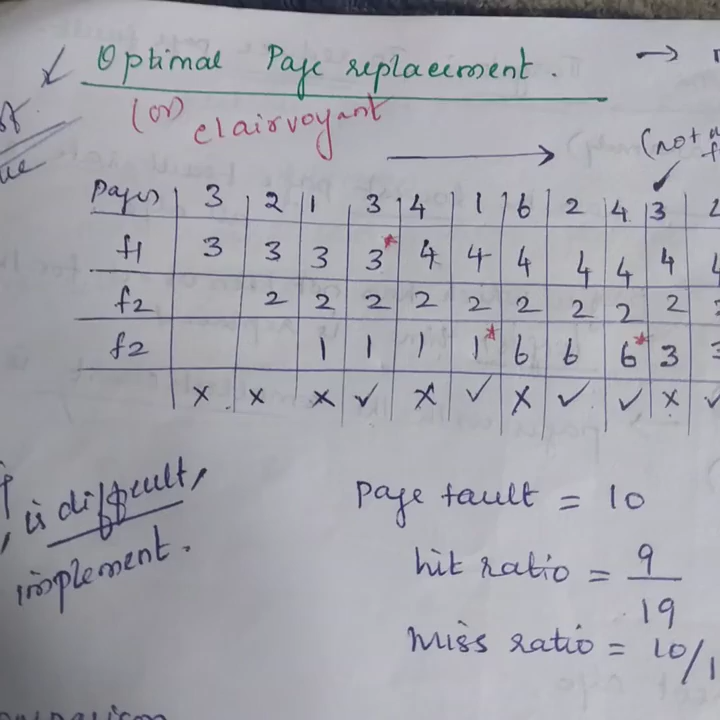 Optimal Page replacement. →
(or) clairvoyant
(not
Pages 3 2 1 3 4 1 6 2 4 3
f1 3 3 3 3* 4 4 4 4 4 4
f2 2 2 2 2 2 2 2 2 2
f2 1 1 1 1* 6 6 6* 3
x x x ✓ x ✓ x ✓ ✓ x ✓
is difficult,
implement.
Page fault = 10
hit ratio = 9/19
Miss ratio = 10/1